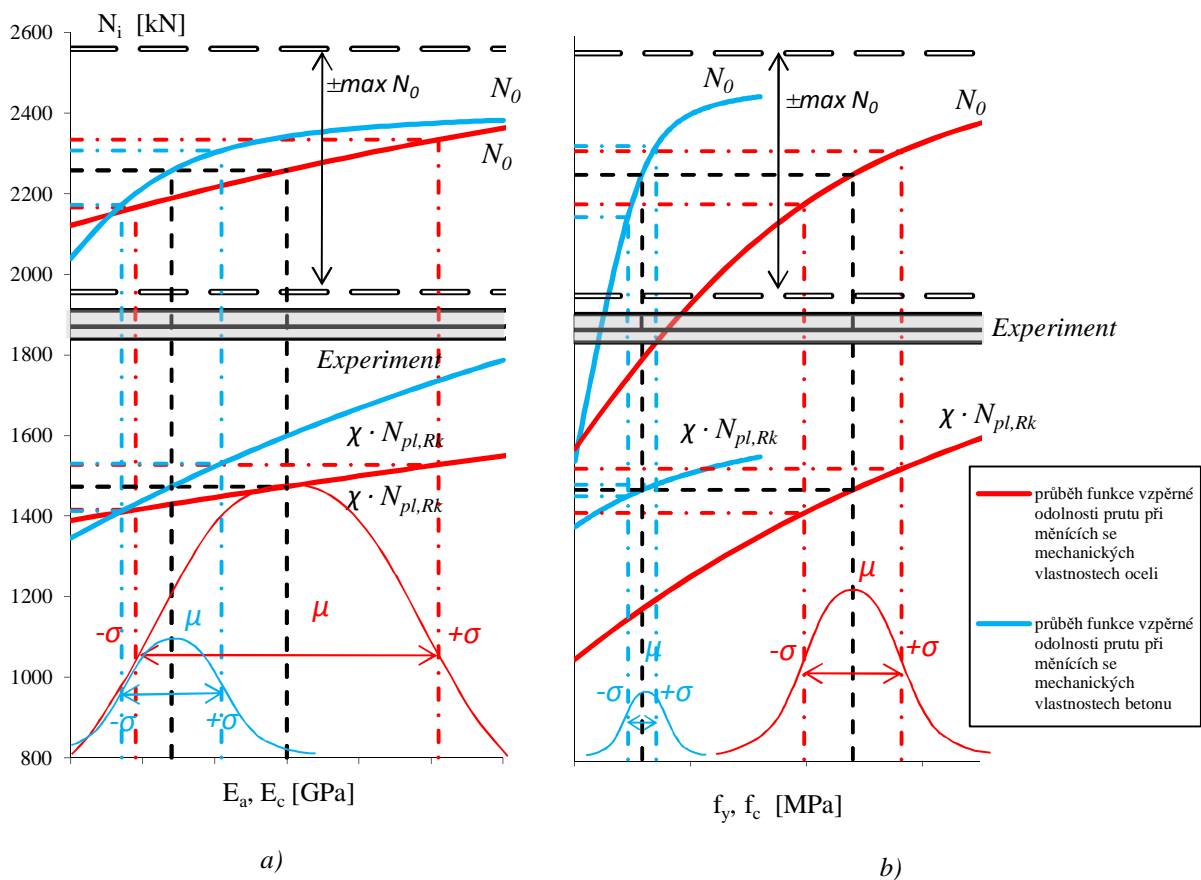 N_i [kN]
2600
2400
2200
2000
1800
1600
1400
1200
1000
800
±max N_0
N_0
N_0
Experiment
χ · N_pl,Rk
χ · N_pl,Rk
μ
μ
-σ
+σ
-σ
+σ
E_a, E_c [GPa]
a)
N_0
±max N_0
N_0
Experiment
χ · N_pl,Rk
χ · N_pl,Rk
μ
μ
-σ
+σ
-σ
+σ
f_y, f_c [MPa]
b)
průběh funkce vzpěrné
odolnosti prutu při
měnících se
mechanických
vlastnostech oceli
průběh funkce vzpěrné
odolnosti prutu při
měnících se
mechanických
vlastnostech betonu